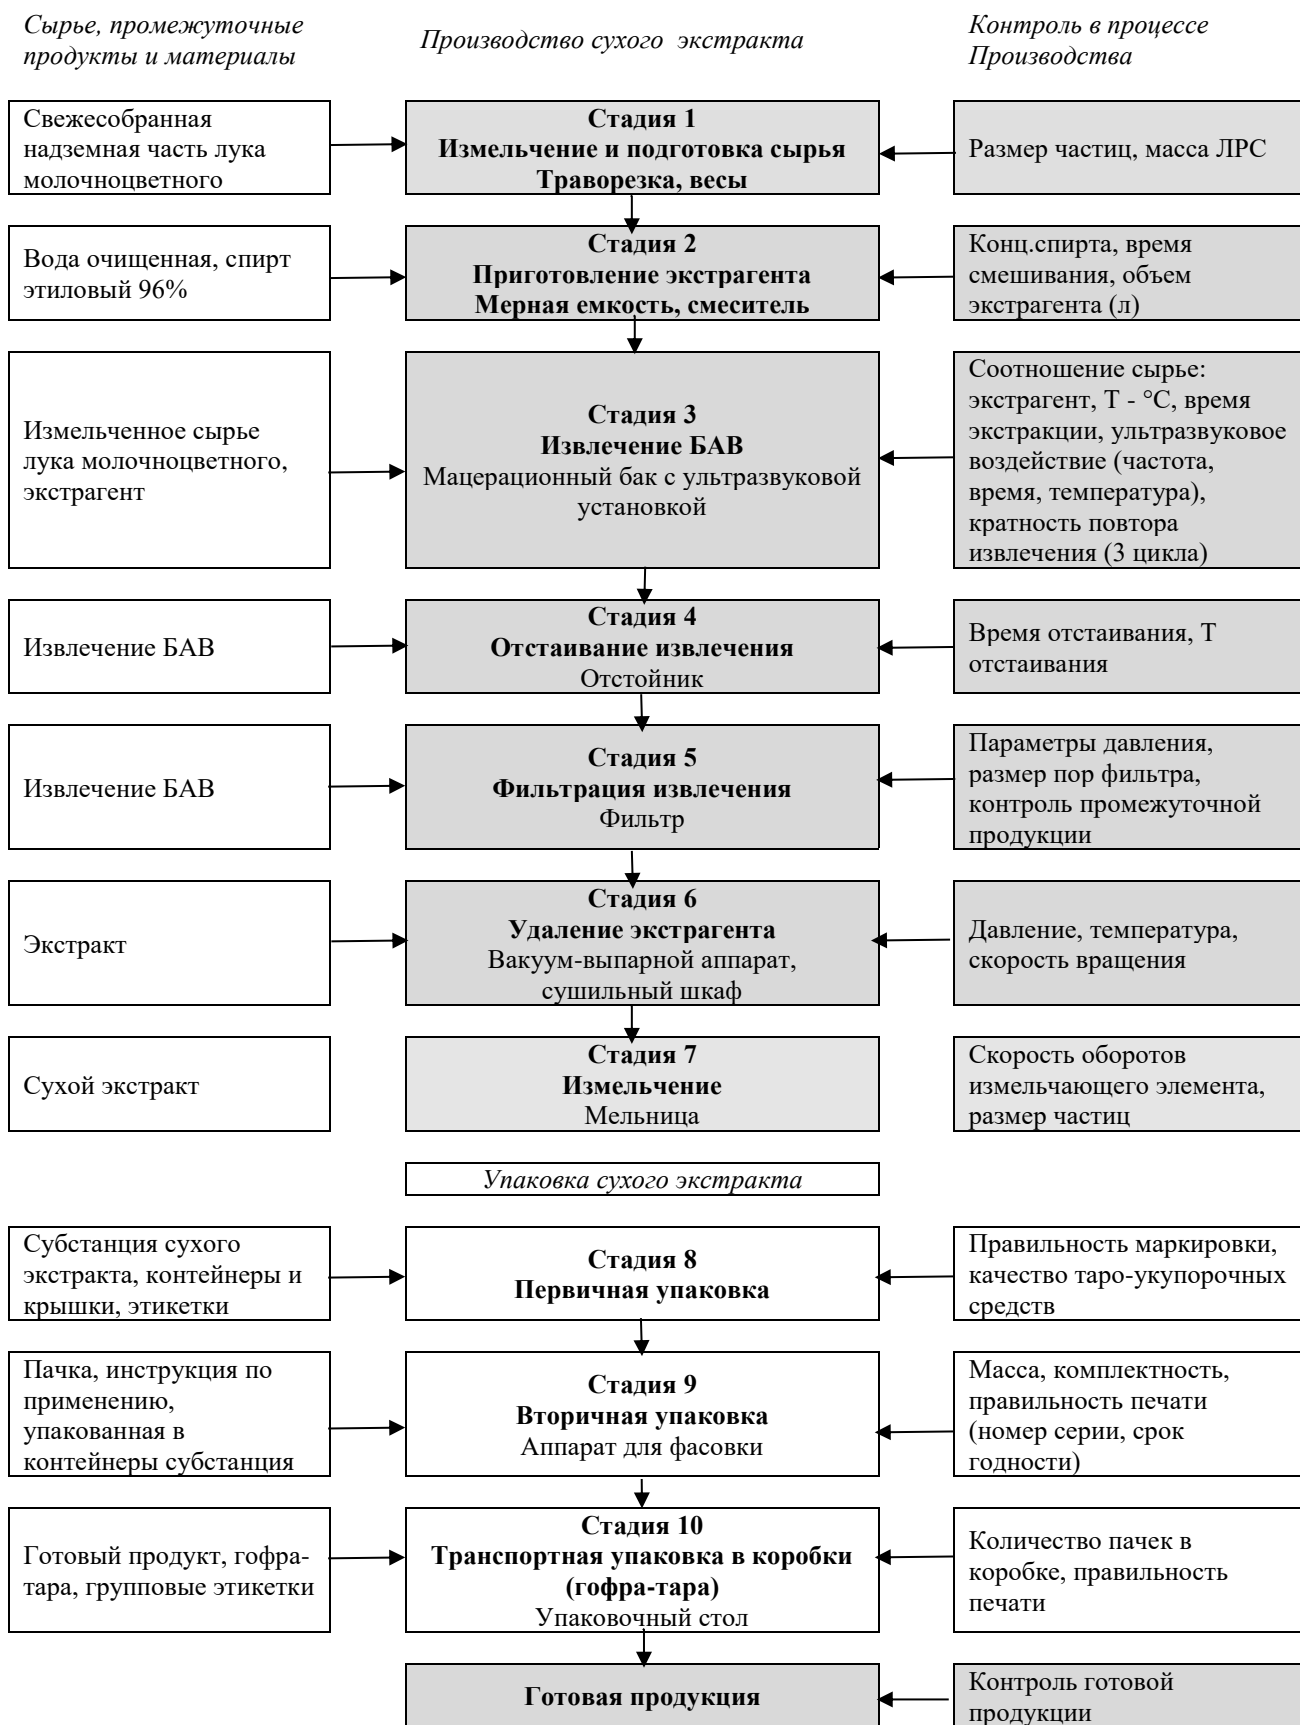 Сырье, промежуточные
продукты и материалы
Производство сухого экстракта
Контроль в процессе
Производства
Свежесобранная
надземная часть лука
молочноцветного
Стадия 1
Измельчение и подготовка сырья
Траворезка, весы
Размер частиц, масса ЛРС
Вода очищенная, спирт
этиловый 96%
Стадия 2
Приготовление экстрагента
Мерная емкость, смеситель
Конц.спирта, время
смешивания, объем
экстрагента (л)
Измельченное сырье
лука молочноцветного,
экстрагент
Стадия 3
Извлечение БАВ
Мацерационный бак с ультразвуковой
установкой
Соотношение сырье:
экстрагент, Т - °С, время
экстракции, ультразвуковое
воздействие (частота,
время, температура),
кратность повтора
извлечения (3 цикла)
Извлечение БАВ
Стадия 4
Отстаивание извлечения
Отстойник
Время отстаивания, Т
отстаивания
Извлечение БАВ
Стадия 5
Фильтрация извлечения
Фильтр
Параметры давления,
размер пор фильтра,
контроль промежуточной
продукции
Экстракт
Стадия 6
Удаление экстрагента
Вакуум-выпарной аппарат,
сушильный шкаф
Давление, температура,
скорость вращения
Сухой экстракт
Стадия 7
Измельчение
Мельница
Скорость оборотов
измельчающего элемента,
размер частиц
Упаковка сухого экстракта
Субстанция сухого
экстракта, контейнеры и
крышки, этикетки
Стадия 8
Первичная упаковка
Правильность маркировки,
качество таро-укупорочных
средств
Пачка, инструкция по
применению,
упакованная в
контейнеры субстанция
Стадия 9
Вторичная упаковка
Аппарат для фасовки
Масса, комплектность,
правильность печати
(номер серии, срок
годности)
Готовый продукт, гофра-
тара, групповые этикетки
Стадия 10
Транспортная упаковка в коробки
(гофра-тара)
Упаковочный стол
Количество пачек в
коробке, правильность
печати
Готовая продукция
Контроль готовой
продукции